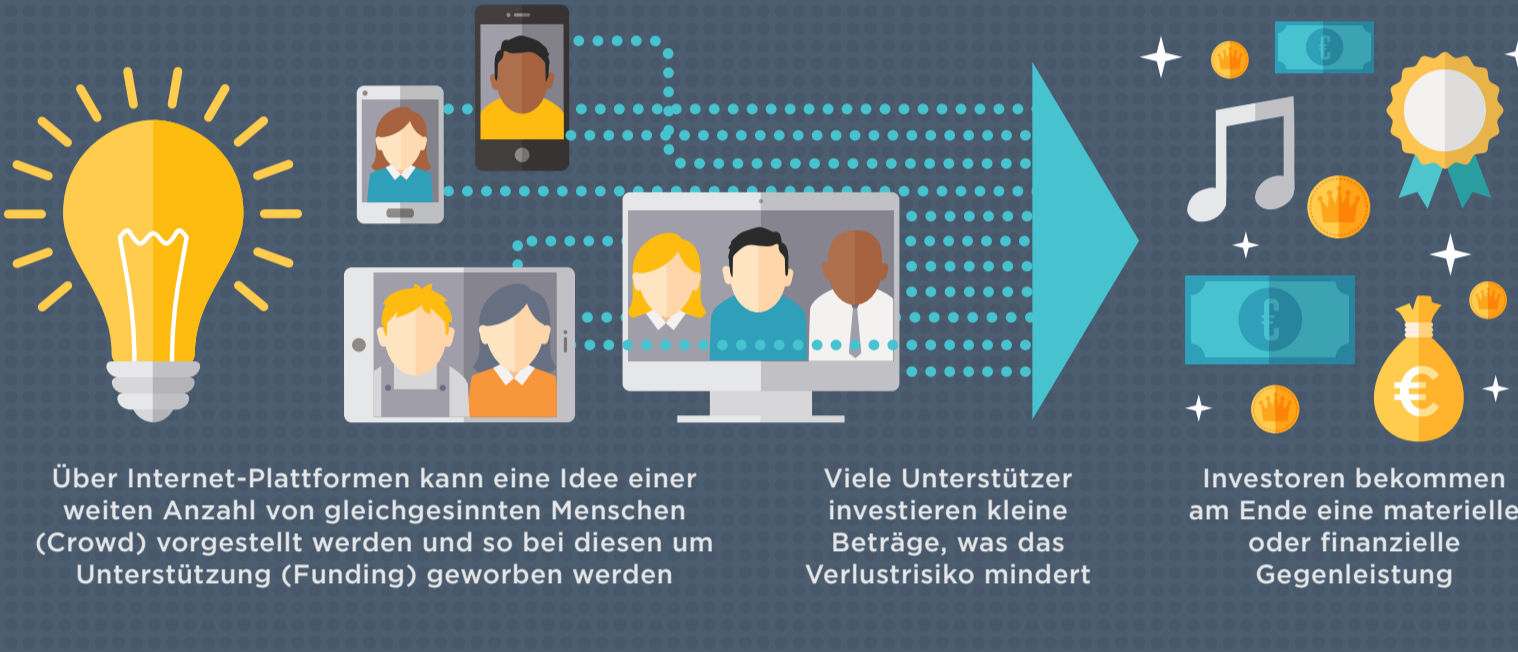 Über Internet-Plattformen kann eine Idee einer
weiten Anzahl von gleichgesinnten Menschen
(Crowd) vorgestellt werden und so bei diesen um
Unterstützung (Funding) geworben werden
Viele Unterstützer
investieren kleine
Beträge, was das
Verlustrisiko mindert
Investoren bekommen
am Ende eine materielle
oder finanzielle
Gegenleistung
€
€
€